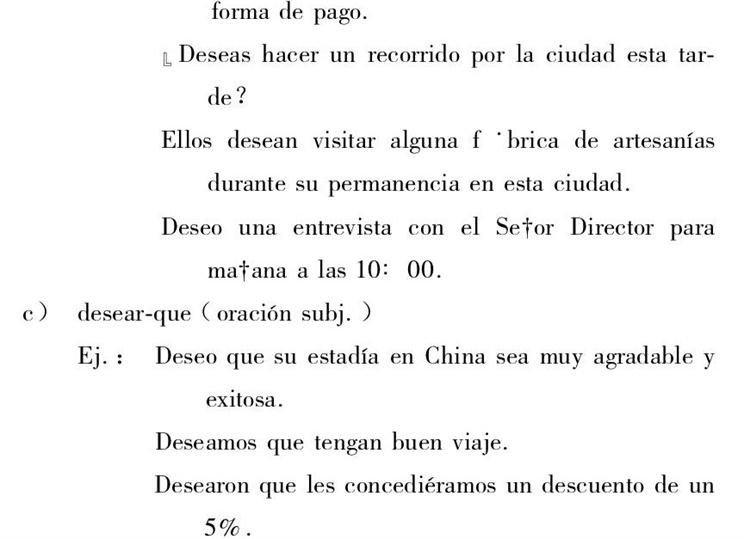 forma de pago.
╚ Deseas hacer un recorrido por la ciudad esta tar-
de?
Ellos desean visitar alguna f ˙brica de artesanías
durante su permanencia en esta ciudad.
Deseo una entrevista con el Se†or Director para
ma†ana a las 10: 00.
c) desear-que (oración subj. )
Ej. : Deseo que su estadía en China sea muy agradable y
exitosa.
Deseamos que tengan buen viaje.
Desearon que les concediéramos un descuento de un
5% .